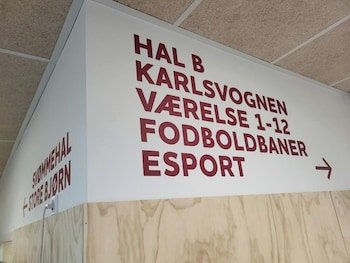 SVØMMEHAL
← STORE BJØRN
HAL B
KARLSVOGNEN
VÆRELSE 1-12
FODBOLDBANER
ESPORT →